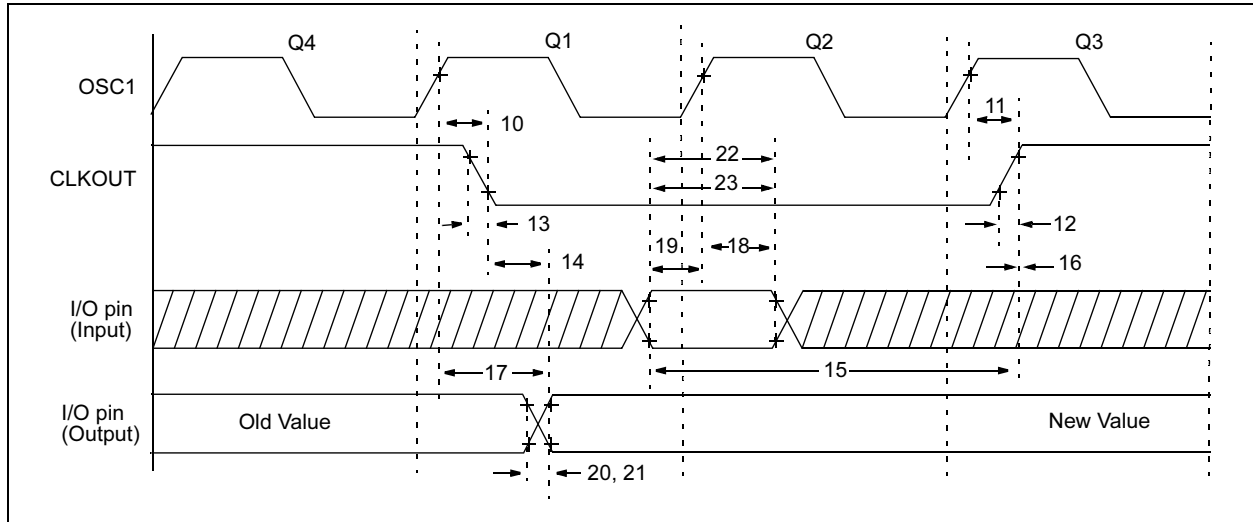 Q4
Q1
Q2
Q3
OSC1
10
11
22
CLKOUT
23
13
12
19
18
14
16
I/O pin
(Input)
17
15
I/O pin
(Output)
Old Value
New Value
20, 21